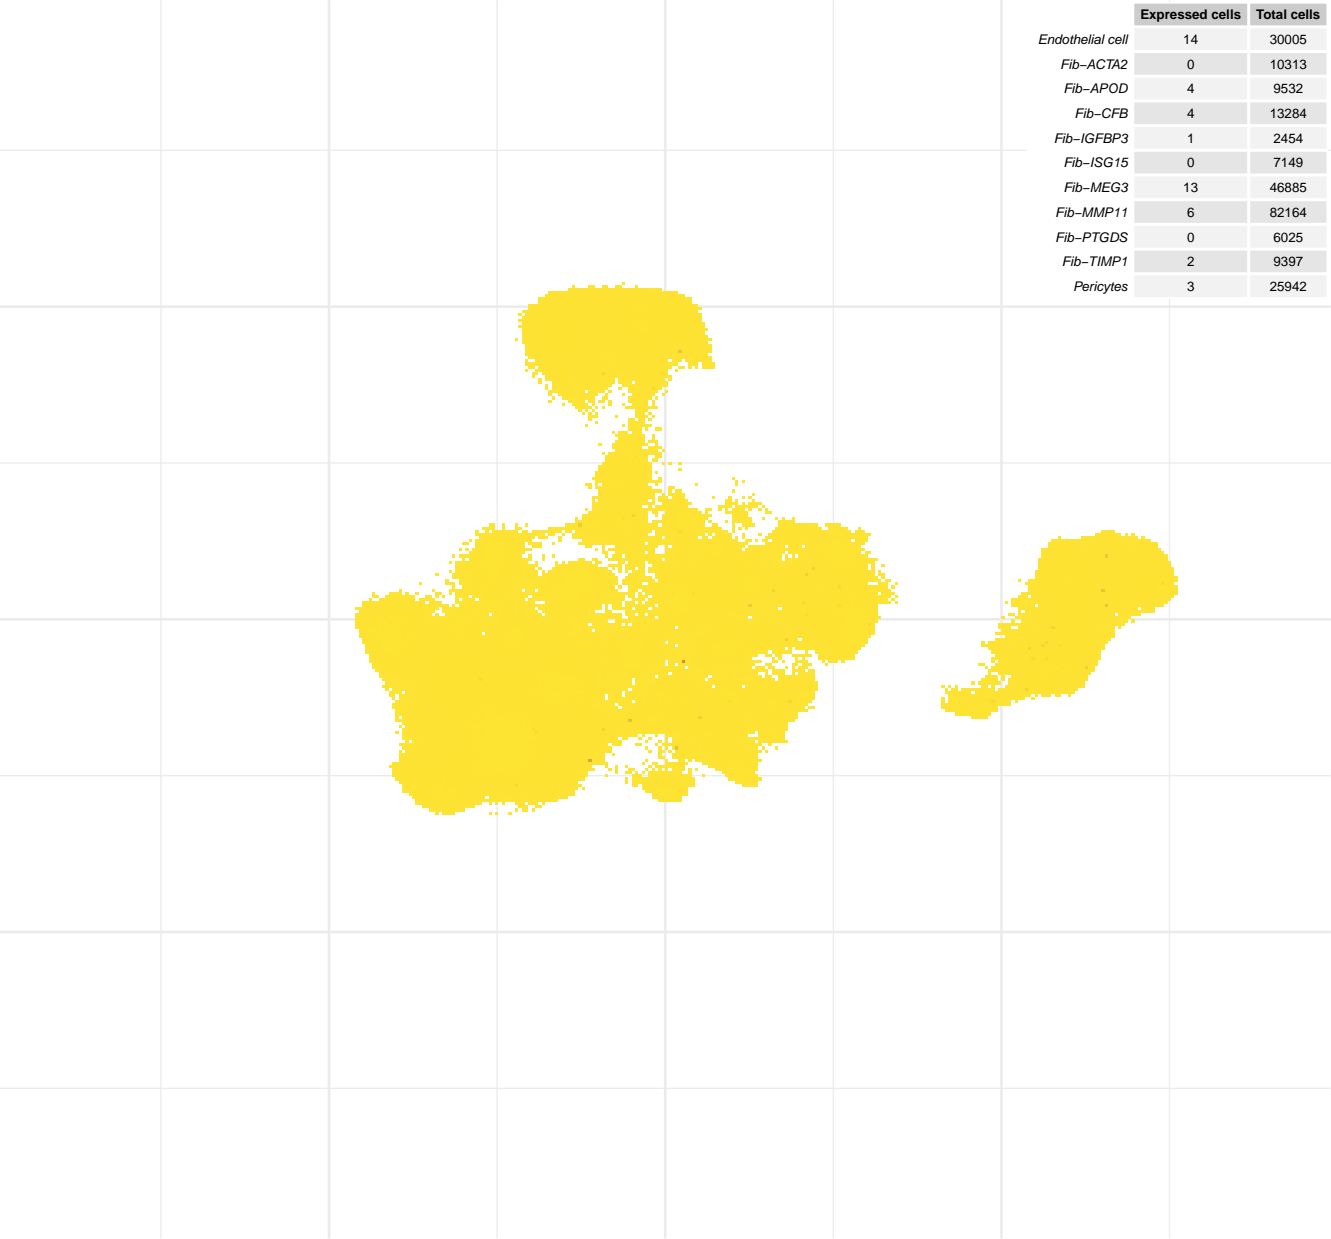 Expressed cells Total cells
Endothelial cell 14 30005
Fib−ACTA2 0 10313
Fib−APOD 4 9532
Fib−CFB 4 13284
Fib−IGFBP3 1 2454
Fib−ISG15 0 7149
Fib−MEG3 13 46885
Fib−MMP11 6 82164
Fib−PTGDS 0 6025
Fib−TIMP1 2 9397
Pericytes 3 25942